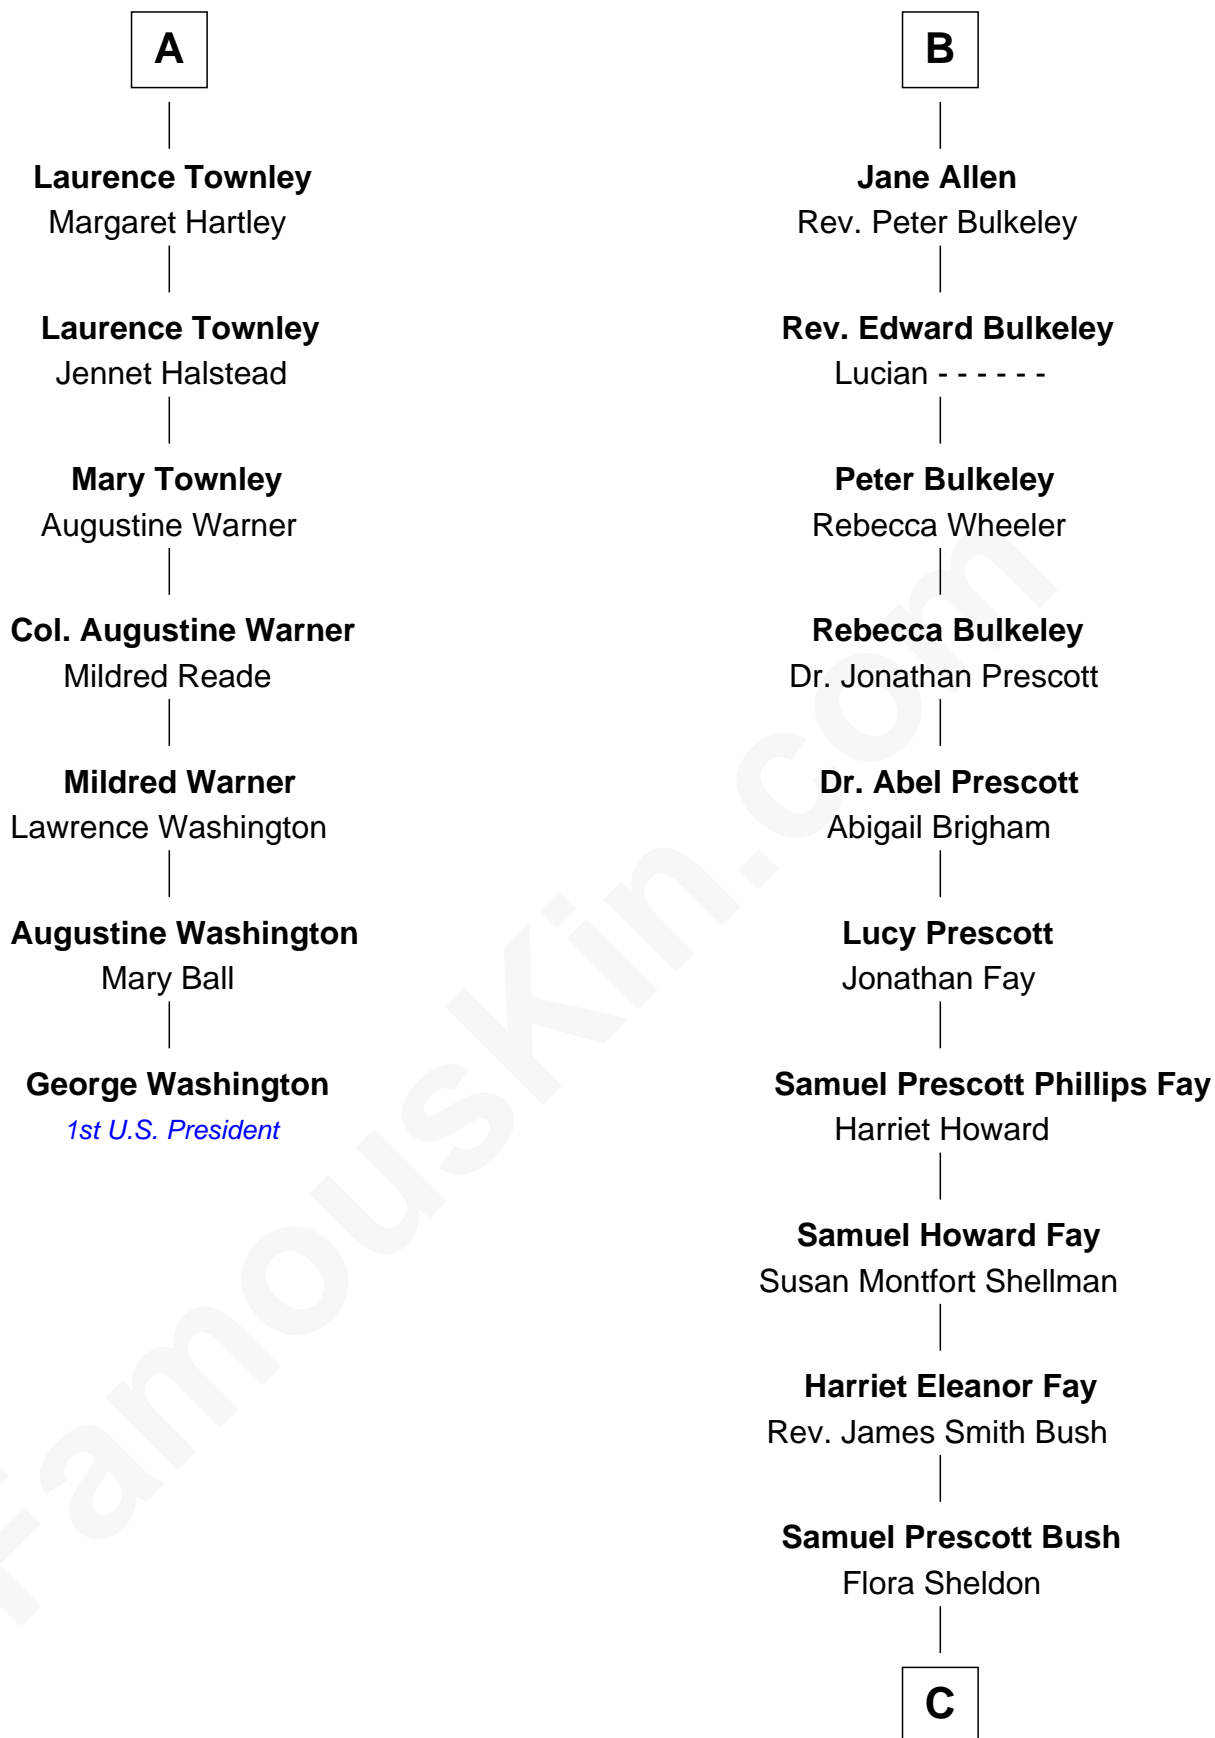 A
Laurence Townley
Margaret Hartley
Laurence Townley
Jennet Halstead
Mary Townley
Augustine Warner
Col. Augustine Warner
Mildred Reade
Mildred Warner
Lawrence Washington
Augustine Washington
Mary Ball
George Washington
1st U.S. President
B
Jane Allen
Rev. Peter Bulkeley
Rev. Edward Bulkeley
Lucian - - - - - -
Peter Bulkeley
Rebecca Wheeler
Rebecca Bulkeley
Dr. Jonathan Prescott
Dr. Abel Prescott
Abigail Brigham
Lucy Prescott
Jonathan Fay
Samuel Prescott Phillips Fay
Harriet Howard
Samuel Howard Fay
Susan Montfort Shellman
Harriet Eleanor Fay
Rev. James Smith Bush
Samuel Prescott Bush
Flora Sheldon
C
FamousKin.com